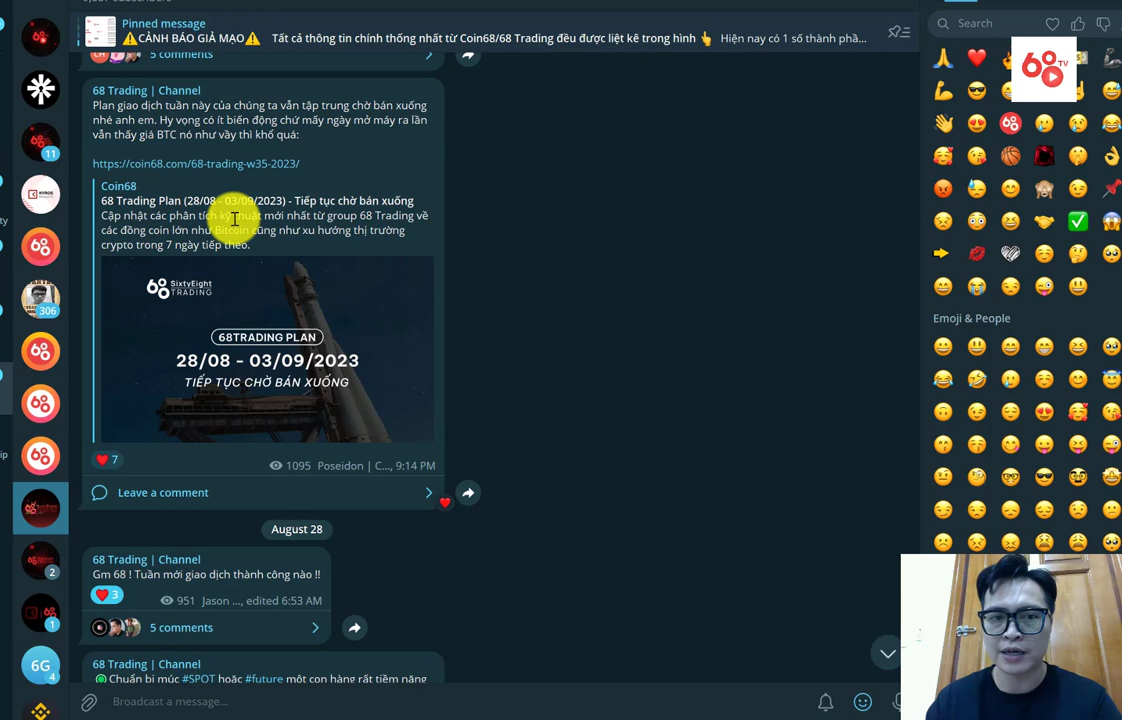 Pinned message
⚠️CẢNH BÁO GIẢ MẠO⚠️ Tất cả thông tin chính thống nhất từ Coin68/68 Trading đều được liệt kê trong hình 👆 Hiện nay có 1 số thành phầ...
Search
68 TV
5 comments
68 Trading | Channel
Plan giao dịch tuần này của chúng ta vẫn tập trung chờ bán xuống
nhé anh em. Hy vọng có ít biến động chứ mấy ngày mở máy ra lần
vẫn thấy giá BTC nó như vầy thì khổ quá:
https://coin68.com/68-trading-w35-2023/
Coin68
68 Trading Plan (28/08 - 03/09/2023) - Tiếp tục chờ bán xuống
Cập nhật các phân tích kỹ thuật mới nhất từ group 68 Trading về
các đồng coin lớn như Bitcoin cũng như xu hướng thị trường
crypto trong 7 ngày tiếp theo.
68 SixtyEight
TRADING
68TRADING PLAN
28/08 - 03/09/2023
TIẾP TỤC CHỜ BÁN XUỐNG
❤️ 7
1095 Poseidon | C..., 9:14 PM
Leave a comment
August 28
68 Trading | Channel
Gm 68 ! Tuần mới giao dịch thành công nào !!
❤️ 3
951 Jason ..., edited 6:53 AM
5 comments
68 Trading | Channel
🟢Chuẩn bị múc #SPOT hoặc #future một con hàng rất tiềm năng
Broadcast a message...
11
KYROS
306
2
1
6G
4
Emoji & People